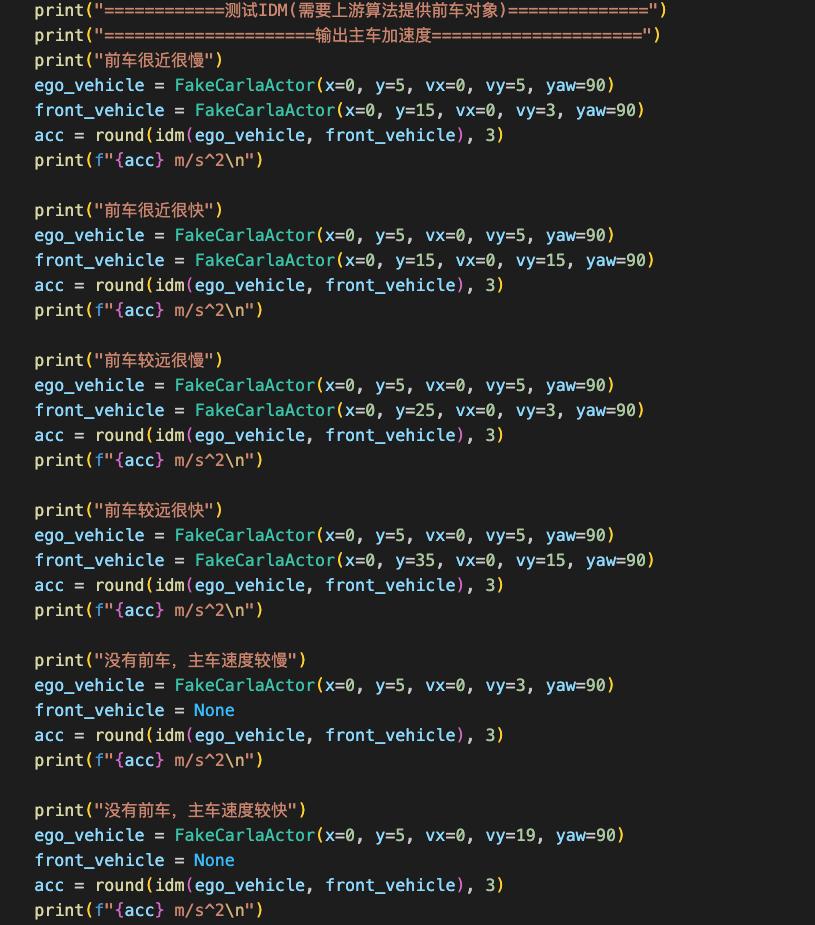 print("============测试IDM(需要上游算法提供前车对象)==============")
print("=====================输出主车加速度=====================")
print("前车很近很慢")
ego_vehicle = FakeCarlaActor(x=0, y=5, vx=0, vy=5, yaw=90)
front_vehicle = FakeCarlaActor(x=0, y=15, vx=0, vy=3, yaw=90)
acc = round(idm(ego_vehicle, front_vehicle), 3)
print(f"{acc} m/s^2\n")

print("前车很近很快")
ego_vehicle = FakeCarlaActor(x=0, y=5, vx=0, vy=5, yaw=90)
front_vehicle = FakeCarlaActor(x=0, y=15, vx=0, vy=15, yaw=90)
acc = round(idm(ego_vehicle, front_vehicle), 3)
print(f"{acc} m/s^2\n")

print("前车较远很慢")
ego_vehicle = FakeCarlaActor(x=0, y=5, vx=0, vy=5, yaw=90)
front_vehicle = FakeCarlaActor(x=0, y=25, vx=0, vy=3, yaw=90)
acc = round(idm(ego_vehicle, front_vehicle), 3)
print(f"{acc} m/s^2\n")

print("前车较远很快")
ego_vehicle = FakeCarlaActor(x=0, y=5, vx=0, vy=5, yaw=90)
front_vehicle = FakeCarlaActor(x=0, y=35, vx=0, vy=15, yaw=90)
acc = round(idm(ego_vehicle, front_vehicle), 3)
print(f"{acc} m/s^2\n")

print("没有前车，主车速度较慢")
ego_vehicle = FakeCarlaActor(x=0, y=5, vx=0, vy=3, yaw=90)
front_vehicle = None
acc = round(idm(ego_vehicle, front_vehicle), 3)
print(f"{acc} m/s^2\n")

print("没有前车，主车速度较快")
ego_vehicle = FakeCarlaActor(x=0, y=5, vx=0, vy=19, yaw=90)
front_vehicle = None
acc = round(idm(ego_vehicle, front_vehicle), 3)
print(f"{acc} m/s^2\n")